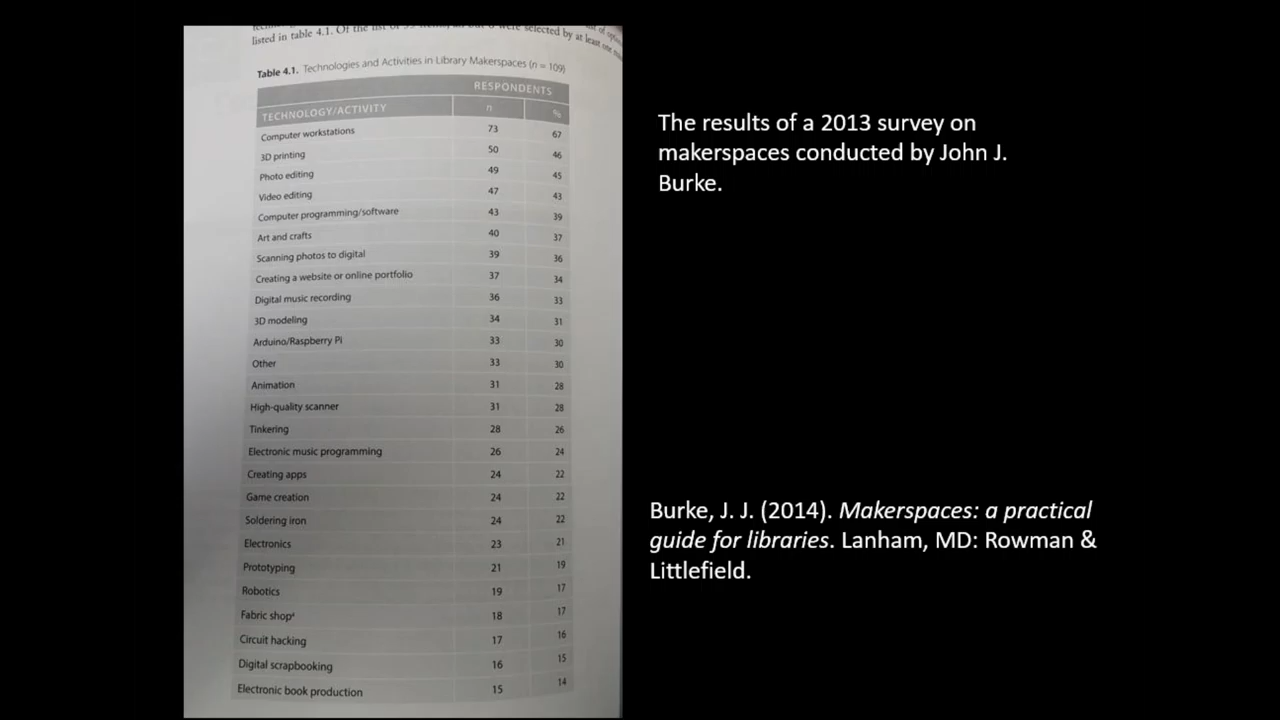 listed in table 4.1. Of the list of
were selected by at least one
Table 4.1. Technologies and Activities in Library Makerspaces (n = 109)
RESPONDENTS
TECHNOLOGY/ACTIVITY n %
Computer workstations 73 67
3D printing 50 46
Photo editing 49 45
Video editing 47 43
Computer programming/software 43 39
Art and crafts 40 37
Scanning photos to digital 39 36
Creating a website or online portfolio 37 34
Digital music recording 36 33
3D modeling 34 31
Arduino/Raspberry Pi 33 30
Other 33 30
Animation 31 28
High-quality scanner 31 28
Tinkering 28 26
Electronic music programming 26 24
Creating apps 24 22
Game creation 24 22
Soldering iron 24 22
Electronics 23 21
Prototyping 21 19
Robotics 19 17
Fabric shopª 18 17
Circuit hacking 17 16
Digital scrapbooking 16 15
Electronic book production 15 14
The results of a 2013 survey on
makerspaces conducted by John J.
Burke.
Burke, J. J. (2014). Makerspaces: a practical
guide for libraries. Lanham, MD: Rowman &
Littlefield.